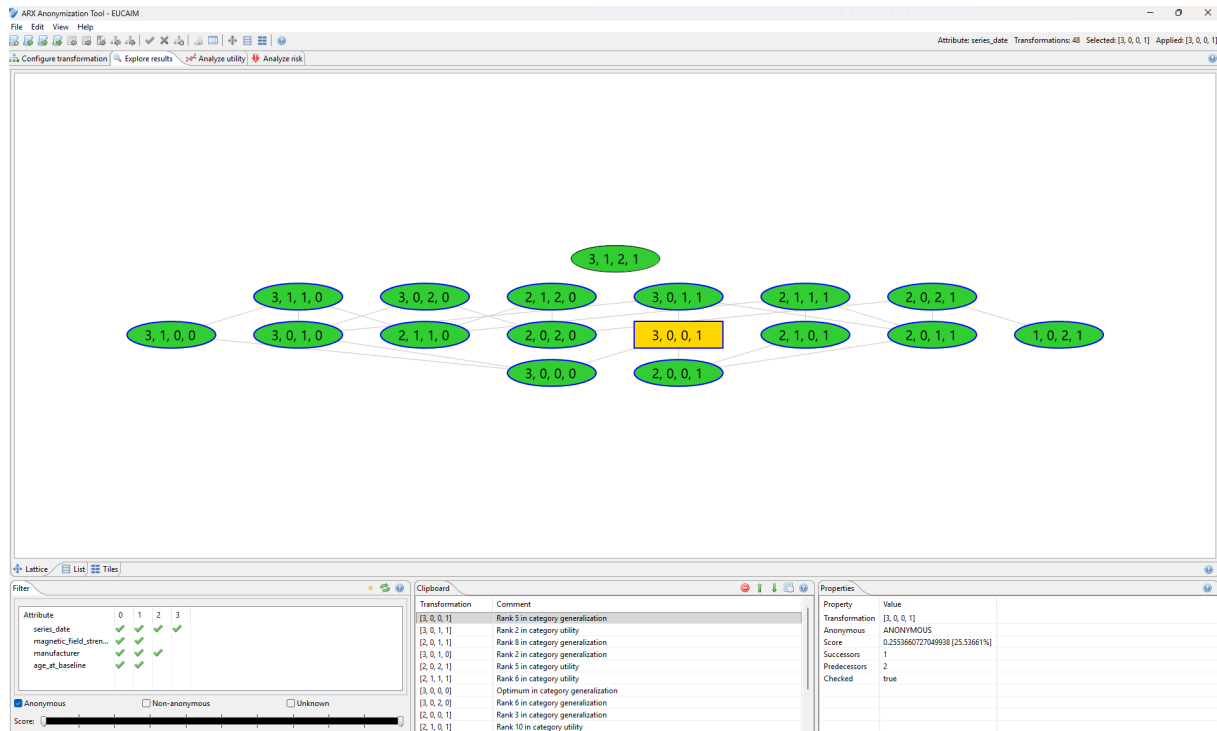 ARX Anonymization Tool - EUCAIM
File Edit View Help
Attribute: series_date Transformations: 48 Selected: [3, 0, 0, 1] Applied: [3, 0, 0, 1]
Configure transformation Explore results Analyze utility Analyze risk
3, 1, 2, 1
3, 1, 1, 0 3, 0, 2, 0 2, 1, 2, 0 3, 0, 1, 1 2, 1, 1, 1 2, 0, 2, 1
3, 1, 0, 0 3, 0, 1, 0 2, 1, 1, 0 2, 0, 2, 0 3, 0, 0, 1 2, 1, 0, 1 2, 0, 1, 1 1, 0, 2, 1
3, 0, 0, 0 2, 0, 0, 1
Lattice List Tiles
Filter
Attribute 0 1 2 3
series_date
magnetic_field_stren...
manufacturer
age_at_baseline
Anonymous Non-anonymous Unknown
Score:
Clipboard
Transformation Comment
[3, 0, 0, 1] Rank 5 in category generalization
[3, 0, 1, 1] Rank 2 in category utility
[2, 0, 1, 1] Rank 8 in category generalization
[3, 0, 1, 0] Rank 2 in category generalization
[2, 0, 2, 1] Rank 5 in category utility
[2, 1, 1, 1] Rank 6 in category utility
[3, 0, 0, 0] Optimum in category generalization
[3, 0, 2, 0] Rank 6 in category generalization
[2, 0, 0, 1] Rank 3 in category generalization
[2, 1, 0, 1] Rank 10 in category utility
Properties
Property Value
Transformation [3, 0, 0, 1]
Anonymous ANONYMOUS
Score 0.2553660727049938 [25.53661%]
Successors 1
Predecessors 2
Checked true